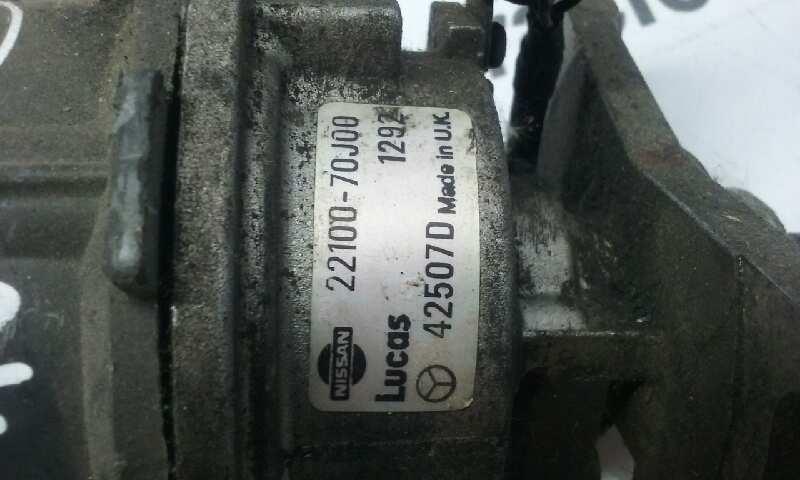 NISSAN 22100-70J00
Lucas 1292
42507D Made in U.K.